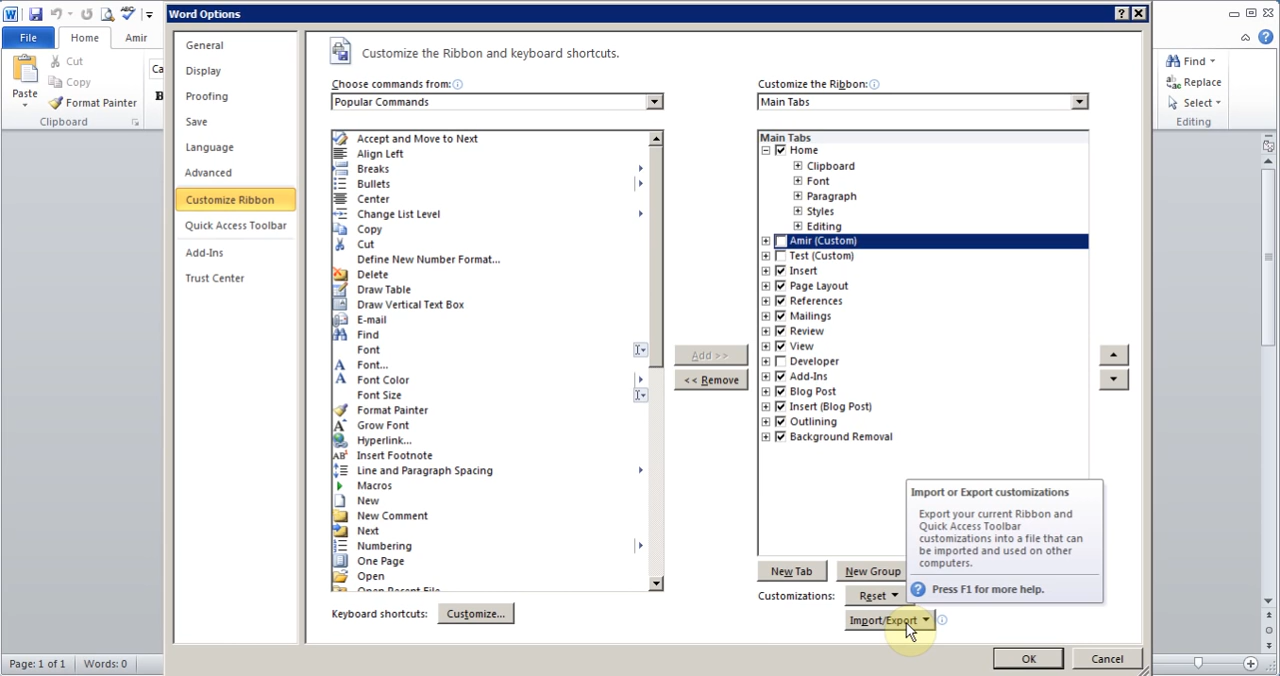 Word Options
File
Home
Amir
Paste
Cut
Copy
Format Painter
Clipboard
Ca
B
Find
Replace
Select
Editing
General
Display
Proofing
Save
Language
Advanced
Customize Ribbon
Quick Access Toolbar
Add-Ins
Trust Center
Customize the Ribbon and keyboard shortcuts.
Choose commands from:
Popular Commands
Accept and Move to Next
Align Left
Breaks
Bullets
Center
Change List Level
Copy
Cut
Define New Number Format...
Delete
Draw Table
Draw Vertical Text Box
E-mail
Find
Font
Font...
Font Color
Font Size
Format Painter
Grow Font
Hyperlink...
Insert Footnote
Line and Paragraph Spacing
Macros
New
New Comment
Next
Numbering
One Page
Open
Open Recent File
Keyboard shortcuts: Customize...
Add >>
<< Remove
Customize the Ribbon:
Main Tabs
Main Tabs
Home
Clipboard
Font
Paragraph
Styles
Editing
Amir (Custom)
Test (Custom)
Insert
Page Layout
References
Mailings
Review
View
Developer
Add-Ins
Blog Post
Insert (Blog Post)
Outlining
Background Removal
New Tab
New Group
Customizations: Reset
Import/Export
Import or Export customizations
Export your current Ribbon and
Quick Access Toolbar
customizations into a file that can
be imported and used on other
computers.
Press F1 for more help.
OK
Cancel
Page: 1 of 1
Words: 0